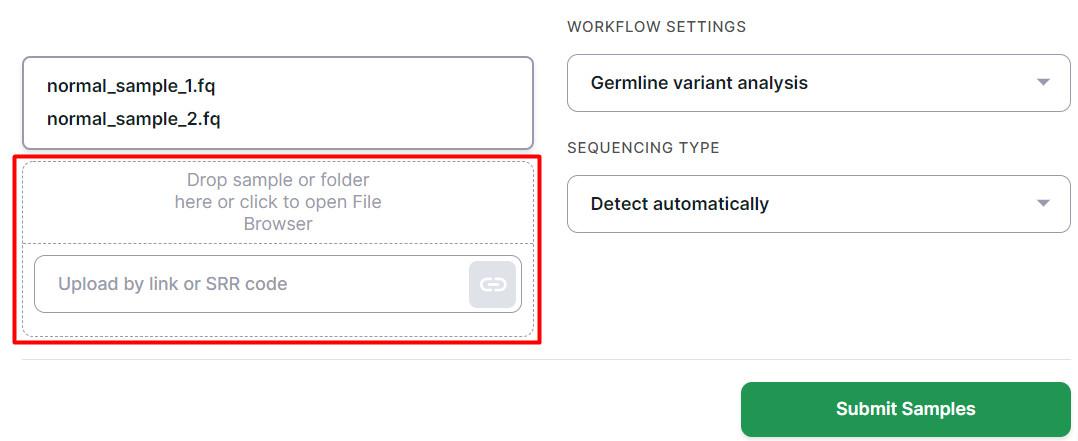 normal_sample_1.fq
normal_sample_2.fq
Drop sample or folder
here or click to open File
Browser
Upload by link or SRR code
WORKFLOW SETTINGS
Germline variant analysis
SEQUENCING TYPE
Detect automatically
Submit Samples